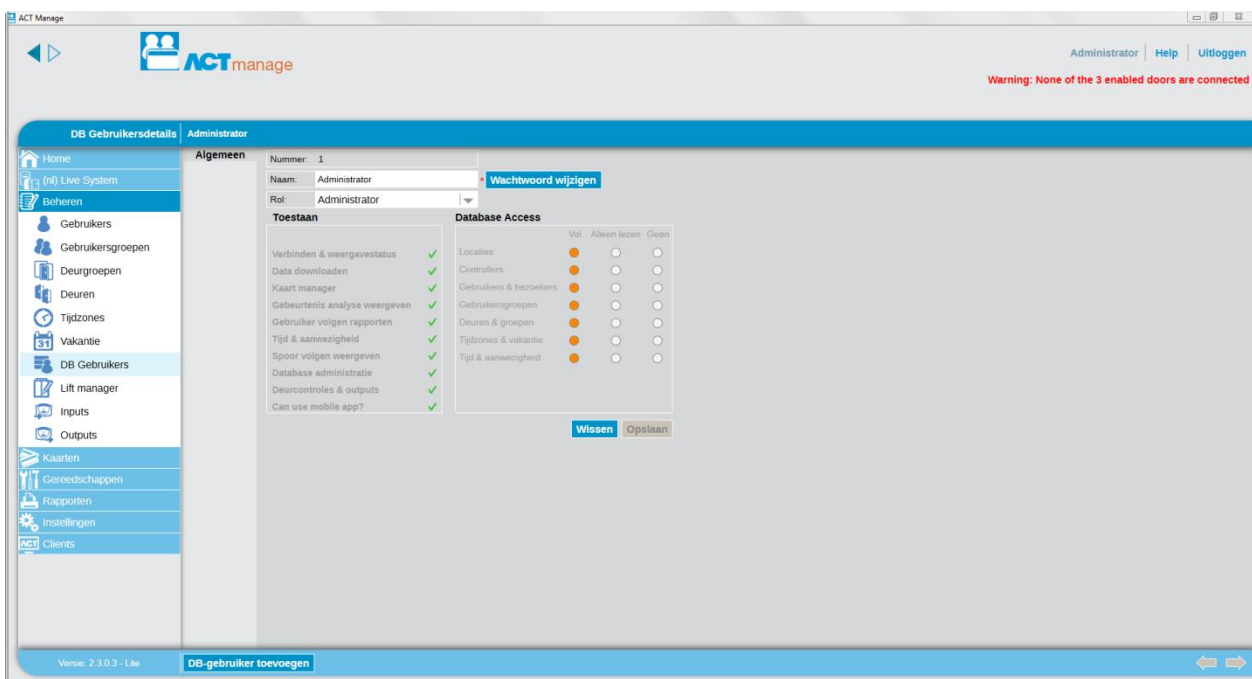 ACT Manage
ACTmanage
Administrator
Help
Uitloggen
Warning: None of the 3 enabled doors are connected
DB Gebruikersdetails
Administrator
Home
(nl) Live System
Beheren
Gebruikers
Gebruikersgroepen
Deurgroepen
Deuren
Tijdzones
31
Vakantie
DB Gebruikers
Lift manager
Inputs
Outputs
Kaarten
Gereedschappen
Rapporten
Instellingen
ACT
Clients
Algemeen
Nummer: 1
Naam: Administrator * Wachtwoord wijzigen
Rol: Administrator
Toestaan
Verbinden & weergavestatus
Data downloaden
Kaart manager
Gebeurtenis analyse weergeven
Gebruiker volgen rapporten
Tijd & aanwezigheid
Spoor volgen weergeven
Database administratie
Deurcontroles & outputs
Can use mobile app?
Database Access
Vol Alleen lezen Geen
Locaties
Controllers
Gebruikers & bezoekers
Gebruikersgroepen
Deuren & groepen
Tijdzones & vakantie
Tijd & aanwezigheid
Wissen
Opslaan
Versie: 2.3.0.3 - Lite
DB-gebruiker toevoegen